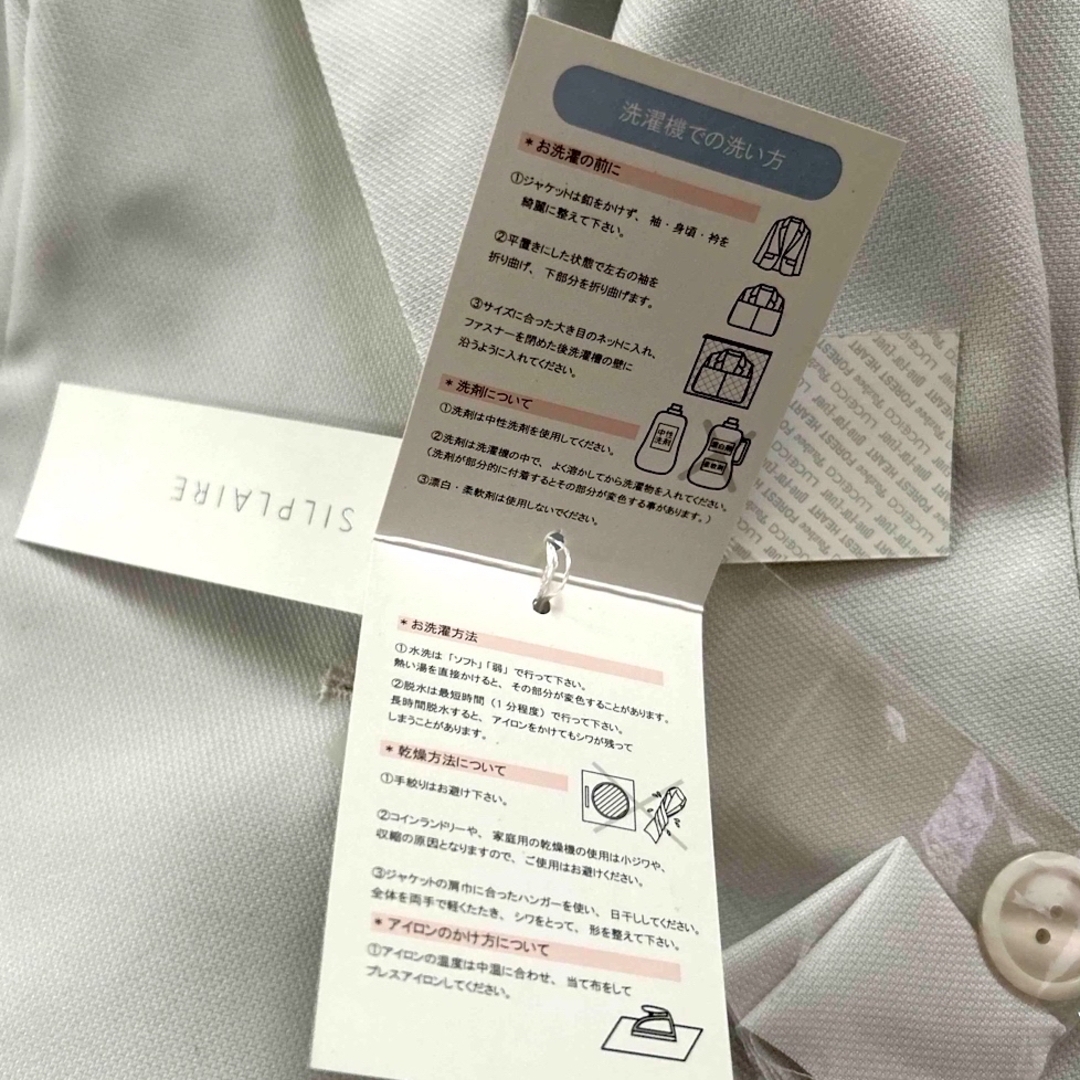 洗濯機での洗い方
*お洗濯の前に
①ジャケットは釦をかけず、袖・身頃・衿を
綺麗に整えて下さい。
②平置きにした状態で左右の袖を
折り曲げ、下部分を折り曲げます。
③サイズに合った大き目のネットに入れ、
ファスナーを閉めた後洗濯槽の壁に
沿うように入れてください。
*洗剤について
①洗剤は中性洗剤を使用してください。
②洗剤は洗濯機の中で、よく溶かしてから洗濯物を入れてください。
（洗剤が部分的に付着するとその部分が変色する事があります。）
③漂白・柔軟剤は使用しないでください。
中性
洗剤
漂白剤
柔軟剤
*お洗濯方法
①水洗は「ソフト」「弱」で行って下さい。
熱い湯を直接かけると、その部分が変色することがあります。
②脱水は最短時間（1分程度）で行って下さい。
長時間脱水すると、アイロンをかけてもシワが残って
しまうことがあります。
*乾燥方法について
①手絞りはお避け下さい。
②コインランドリーや、家庭用の乾燥機の使用は小ジワや、
収縮の原因となりますので、ご使用はお避けください。
③ジャケットの肩巾に合ったハンガーを使い、日干ししてください。
全体を両手で軽くたたき、シワをとって、形を整えて下さい。
*アイロンのかけ方について
①アイロンの温度は中温に合わせ、当て布をして
プレスアイロンしてください。
SILPLAIRE